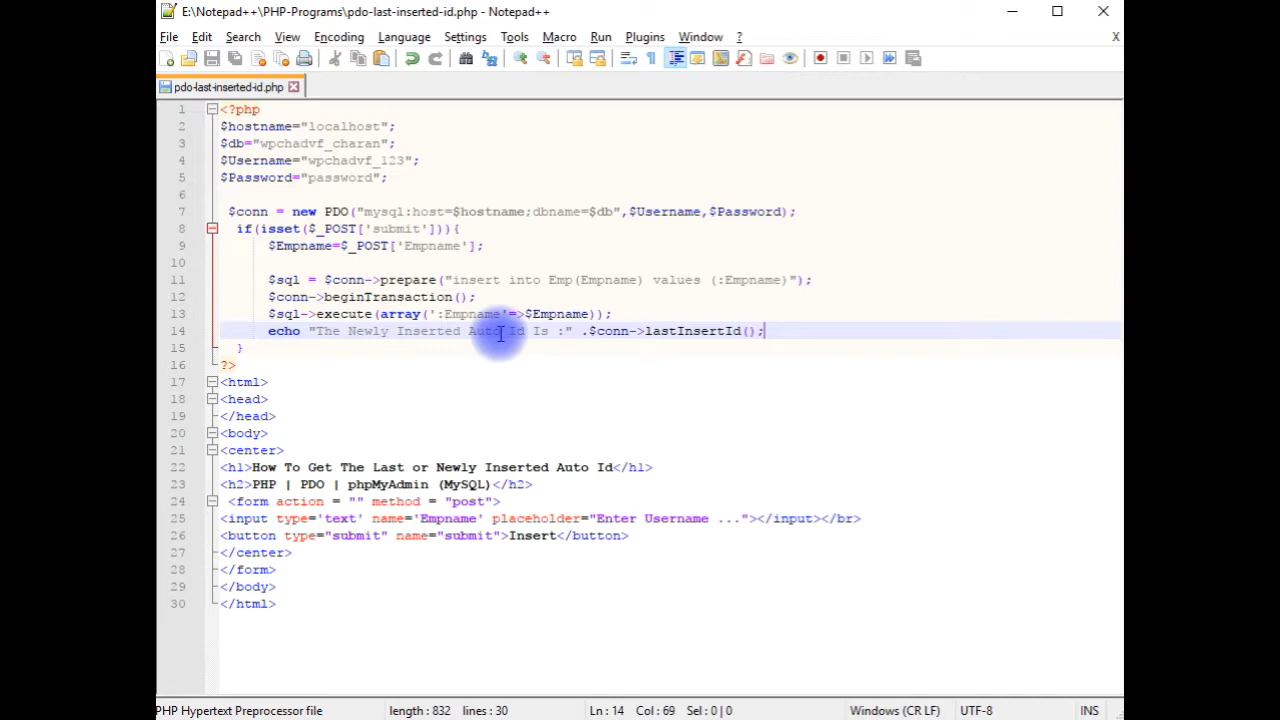 E:\Notepad++\PHP-Programs\pdo-last-inserted-id.php - Notepad++
File Edit Search View Encoding Language Settings Tools Macro Run Plugins Window ? X
pdo-last-inserted-id.php
1 <?php
2 $hostname="localhost";
3 $db="wpchadvf_charan";
4 $Username="wpchadvf_123";
5 $Password="password";
6
7 $conn = new PDO("mysql:host=$hostname;dbname=$db",$Username,$Password);
8 if(isset($_POST['submit'])){
9 $Empname=$_POST['Empname'];
10
11 $sql = $conn->prepare("insert into Emp(Empname) values (:Empname)");
12 $conn->beginTransaction();
13 $sql->execute(array(':Empname'=>$Empname));
14 echo "The Newly Inserted Auto Id Is :" .$conn->lastInsertId();
15 }
16 ?>
17 <html>
18 <head>
19 </head>
20 <body>
21 <center>
22 <h1>How To Get The Last or Newly Inserted Auto Id</h1>
23 <h2>PHP | PDO | phpMyAdmin (MySQL)</h2>
24 <form action = "" method = "post">
25 <input type='text' name='Empname' placeholder="Enter Username ..."></input></br>
26 <button type="submit" name="submit">Insert</button>
27 </center>
28 </form>
29 </body>
30 </html>
PHP Hypertext Preprocessor file length : 832 lines : 30 Ln : 14 Col : 69 Sel : 0 | 0 Windows (CR LF) UTF-8 INS